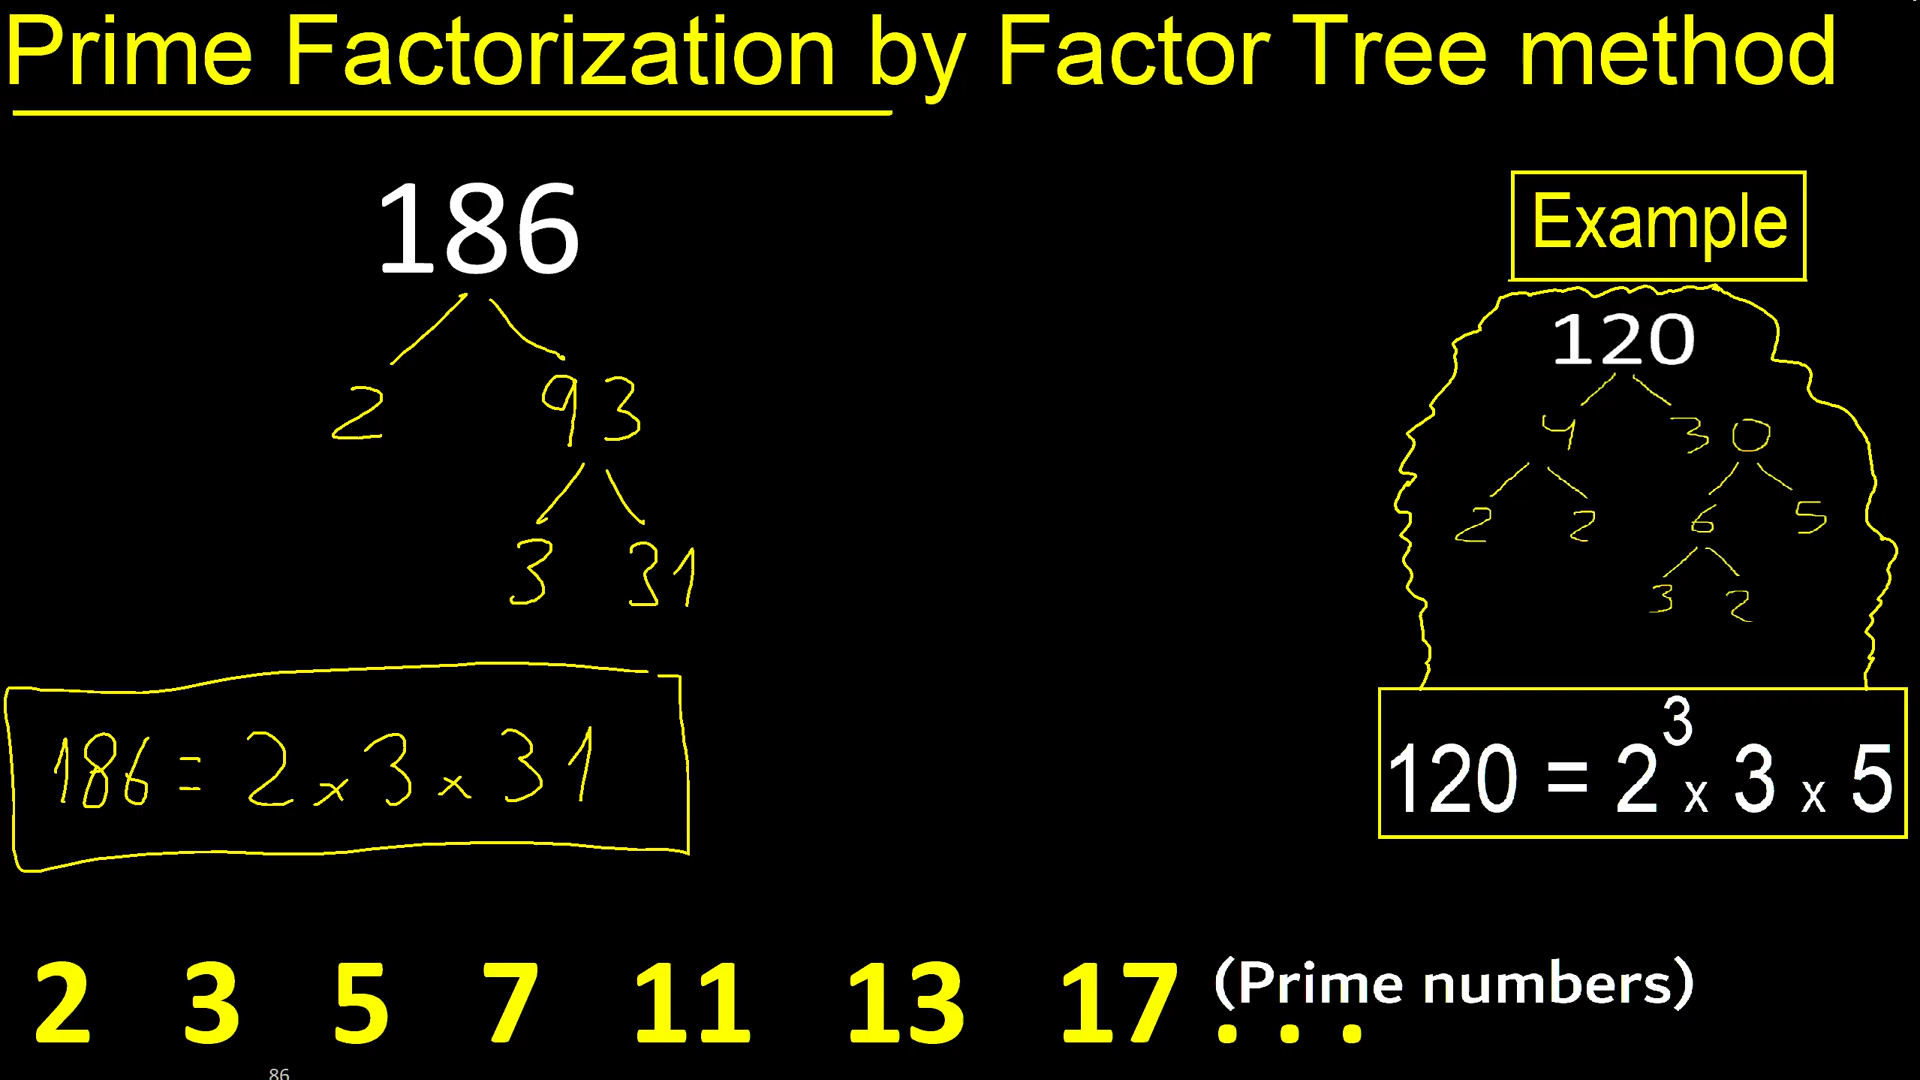 Prime Factorization by Factor Tree method
186
2 93
3 31
186 = 2 x 3 x 31
Example
120
4 30
2 2 6 5
3 2
120 = 2³ x 3 x 5
2 3 5 7 11 13 17 ... (Prime numbers)
86